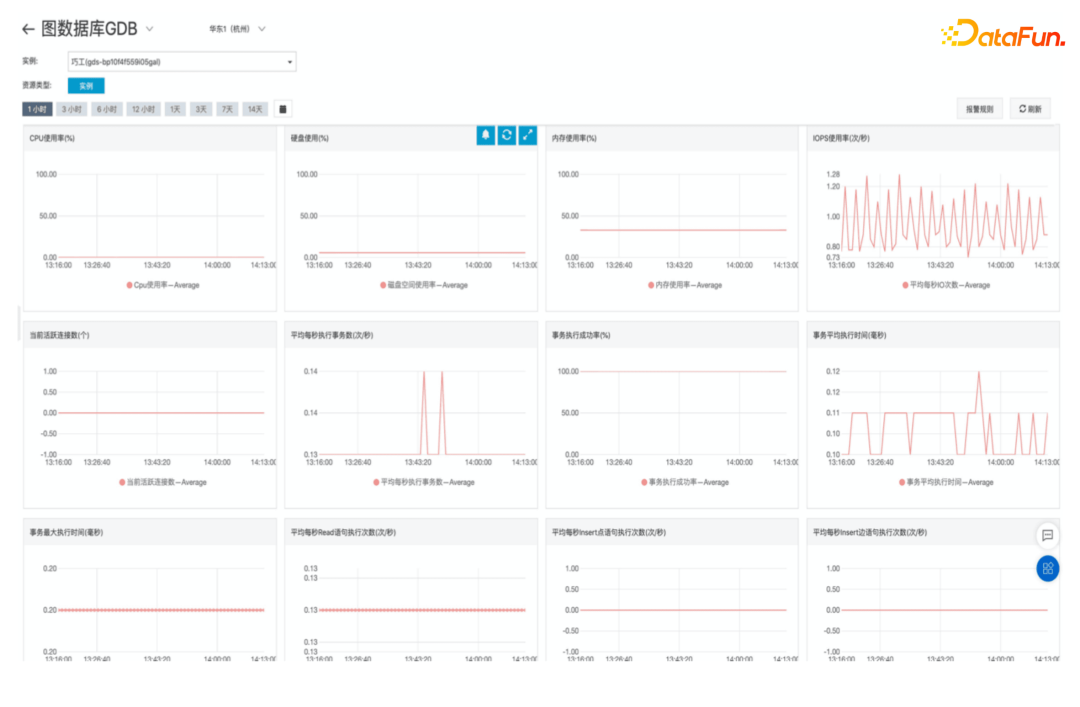 图数据库GDB 华东1（杭州） DataFun.
实例: 巧工(gds-bp10f4f559i05gal)
资源类型: 实例
1小时 3小时 6小时 12小时 1天 3天 7天 14天 报警规则 刷新
CPU使用率(%)
100.00
50.00
0.00
13:16:00 13:26:40 13:43:20 14:00:00 14:13:00
Cpu使用率—Average
硬盘使用(%)
100.00
50.00
0.00
13:16:00 13:26:40 13:43:20 14:00:00 14:13:00
磁盘空间使用率—Average
内存使用率(%)
100.00
50.00
0.00
13:16:00 13:26:40 13:43:20 14:00:00 14:13:00
内存使用率—Average
IOPS使用率(次/秒)
1.28
1.20
1.00
0.80
0.73
13:16:00 13:26:40 13:43:20 14:00:00 14:13:00
平均每秒IO次数—Average
当前活跃连接数(个)
1.00
0.50
0.00
-0.50
-1.00
13:16:00 13:26:40 13:43:20 14:00:00 14:13:00
当前活跃连接数—Average
平均每秒执行事务数(次/秒)
0.14
0.14
0.13
13:16:00 13:26:40 13:43:20 14:00:00 14:13:00
平均每秒执行事务数—Average
事务执行成功率(%)
100.00
50.00
0.00
13:16:00 13:26:40 13:43:20 14:00:00 14:13:00
事务执行成功率—Average
事务平均执行时间(毫秒)
0.12
0.12
0.11
0.10
0.10
13:16:00 13:26:40 13:43:20 14:00:00 14:13:00
事务平均执行时间—Average
事务最大执行时间(毫秒)
0.20
0.20
0.20
13:16:00 13:26:40 13:43:20 14:00:00 14:13:00
平均每秒Read语句执行次数(次/秒)
0.13
0.13
0.13
0.13
0.13
13:16:00 13:26:40 13:43:20 14:00:00 14:13:00
平均每秒Insert点语句执行次数(次/秒)
1.00
0.50
0.00
-0.50
-1.00
13:16:00 13:26:40 13:43:20 14:00:00 14:13:00
平均每秒Insert边语句执行次数(次/秒)
1.00
0.50
0.00
-0.50
-1.00
13:16:00 13:26:40 13:43:20 14:00:00 14:13:00